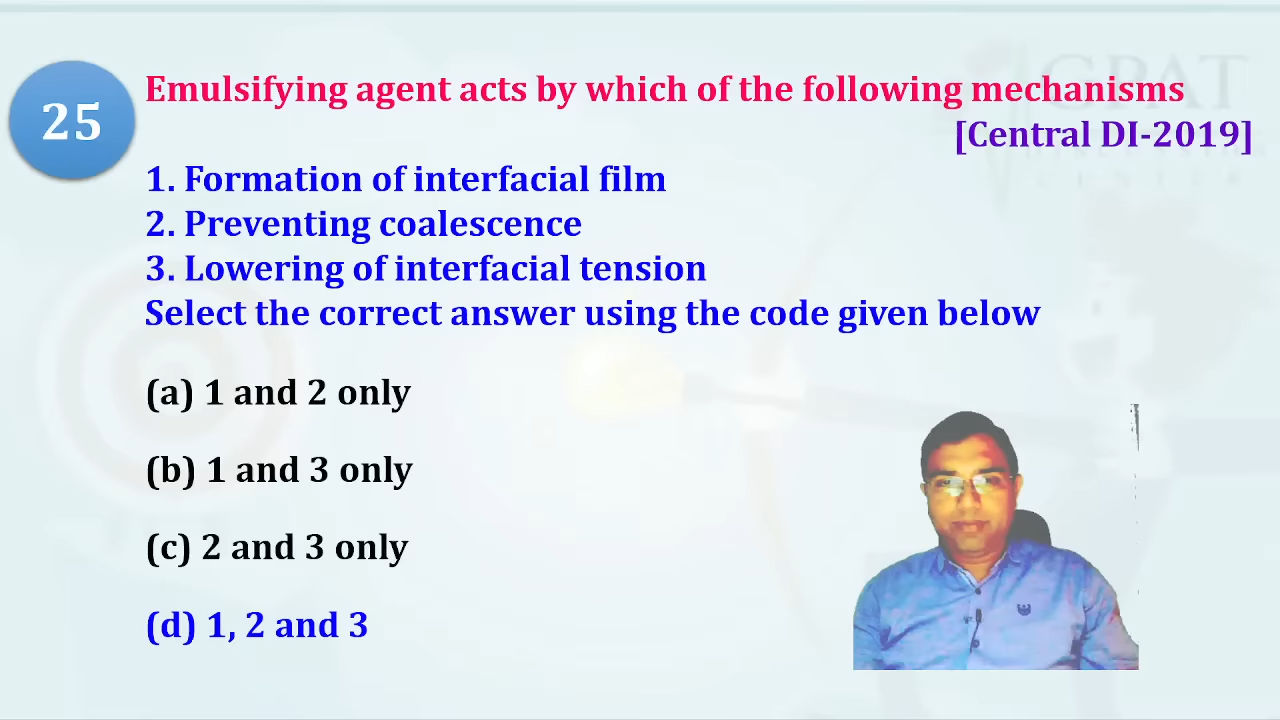 25
Emulsifying agent acts by which of the following mechanisms
[Central DI-2019]
1. Formation of interfacial film
2. Preventing coalescence
3. Lowering of interfacial tension
Select the correct answer using the code given below
(a) 1 and 2 only
(b) 1 and 3 only
(c) 2 and 3 only
(d) 1, 2 and 3
GPAT